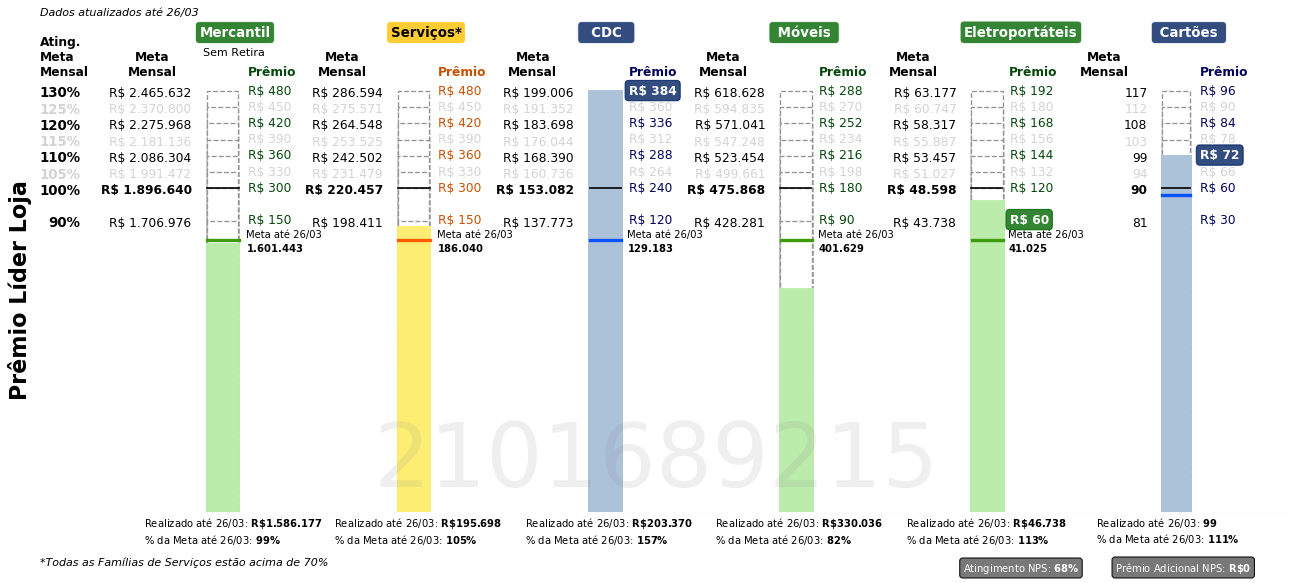 Dados atualizados até 26/03
Mercantil Serviços* CDC Móveis Eletroportáteis Cartões
Sem Retira
Ating. Meta Mensal
Meta Mensal Prêmio Meta Mensal Prêmio Meta Mensal Prêmio Meta Mensal Prêmio Meta Mensal Prêmio Meta Mensal Prêmio
130% R$ 2.465.632 R$ 480 R$ 286.594 R$ 480 R$ 199.006 R$ 384 R$ 618.628 R$ 288 R$ 63.177 R$ 192 117 R$ 96
125% R$ 2.370.800 R$ 450 R$ 275.571 R$ 450 R$ 191.352 R$ 360 R$ 594.835 R$ 270 R$ 60.747 R$ 180 112 R$ 90
120% R$ 2.275.968 R$ 420 R$ 264.548 R$ 420 R$ 183.698 R$ 336 R$ 571.041 R$ 252 R$ 58.317 R$ 168 108 R$ 84
115% R$ 2.181.136 R$ 390 R$ 253.525 R$ 390 R$ 176.044 R$ 312 R$ 547.248 R$ 234 R$ 55.887 R$ 156 103 R$ 78
110% R$ 2.086.304 R$ 360 R$ 242.502 R$ 360 R$ 168.390 R$ 288 R$ 523.454 R$ 216 R$ 53.457 R$ 144 99 R$ 72
105% R$ 1.991.472 R$ 330 R$ 231.479 R$ 330 R$ 160.736 R$ 264 R$ 499.661 R$ 198 R$ 51.027 R$ 132 94 R$ 66
100% R$ 1.896.640 R$ 300 R$ 220.457 R$ 300 R$ 153.082 R$ 240 R$ 475.868 R$ 180 R$ 48.598 R$ 120 90 R$ 60
90% R$ 1.706.976 R$ 150 R$ 198.411 R$ 150 R$ 137.773 R$ 120 R$ 428.281 R$ 90 R$ 43.738 R$ 60 81 R$ 30
Meta até 26/03 Meta até 26/03 Meta até 26/03 Meta até 26/03 Meta até 26/03
1.601.443 186.040 129.183 401.629 41.025
Prêmio Líder Loja
2101689215
Realizado até 26/03: R$1.586.177 Realizado até 26/03: R$195.698 Realizado até 26/03: R$203.370 Realizado até 26/03: R$330.036 Realizado até 26/03: R$46.738 Realizado até 26/03: 99
% da Meta até 26/03: 99% % da Meta até 26/03: 105% % da Meta até 26/03: 157% % da Meta até 26/03: 82% % da Meta até 26/03: 113% % da Meta até 26/03: 111%
*Todas as Famílias de Serviços estão acima de 70%
Atingimento NPS: 68% Prêmio Adicional NPS: R$0